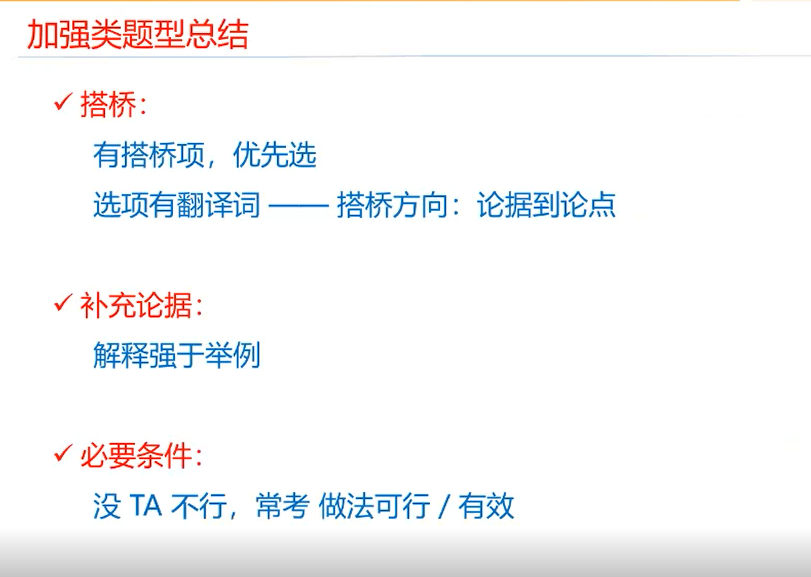 加强类题型总结
✓ 搭桥：
有搭桥项，优先选
选项有翻译词 —— 搭桥方向：论据到论点
✓ 补充论据：
解释强于举例
✓ 必要条件：
没 TA 不行，常考 做法可行 / 有效